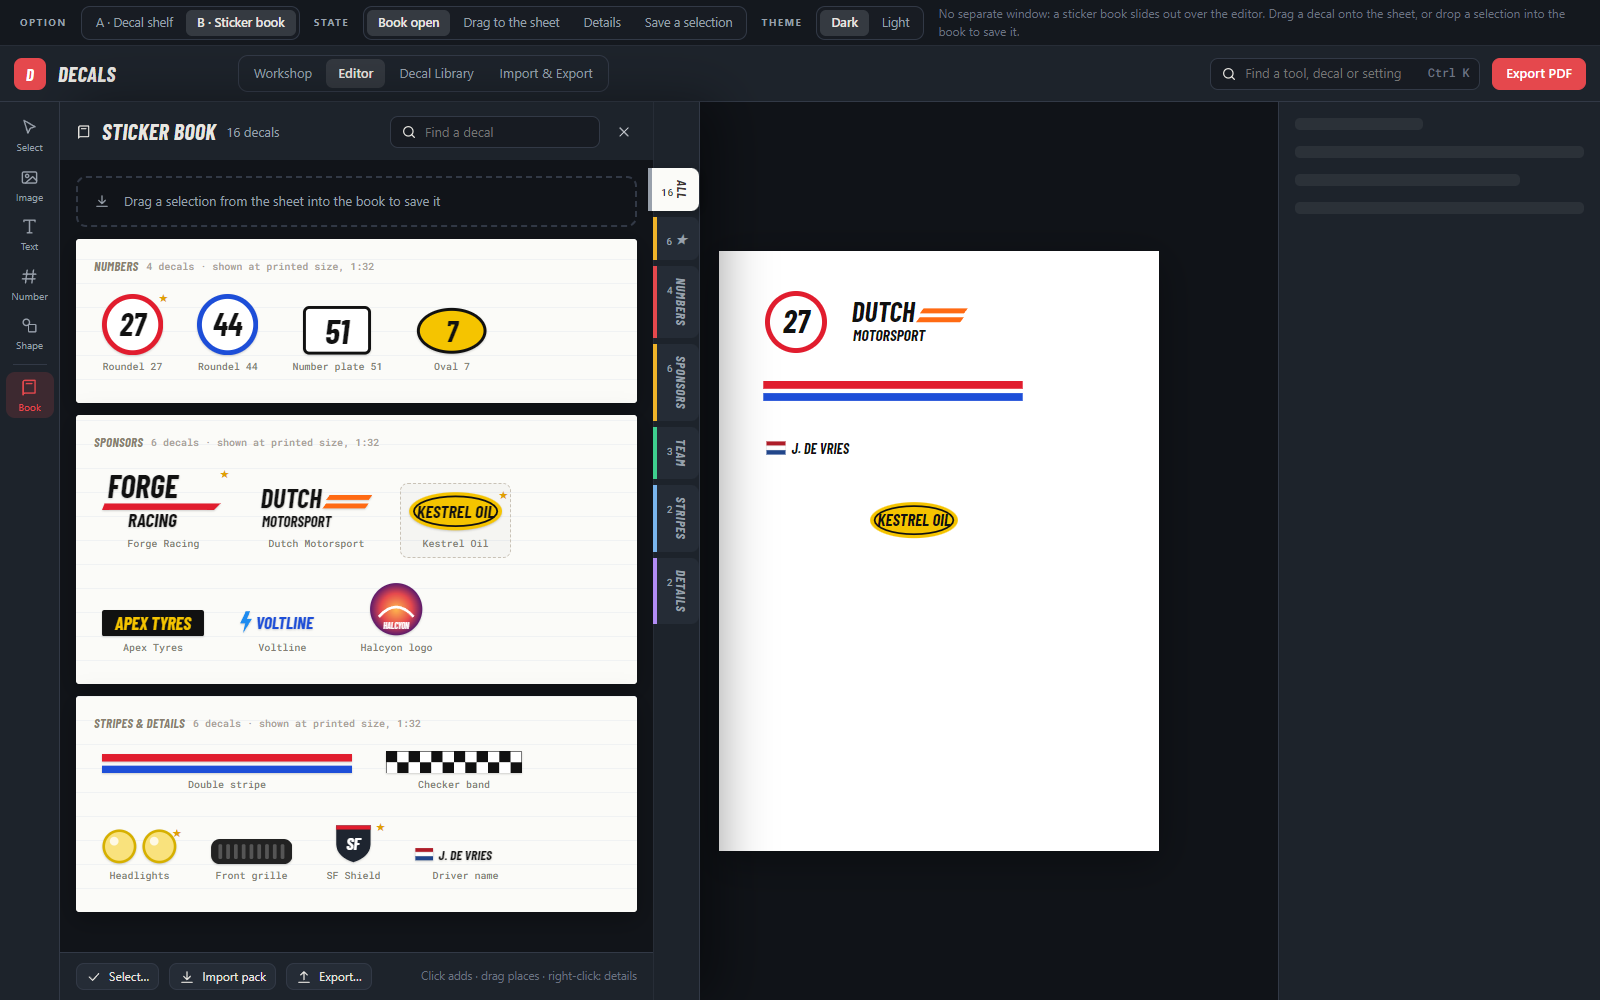 OPTION
A · Decal shelf
B · Sticker book
STATE
Book open
Drag to the sheet
Details
Save a selection
THEME
Dark
Light
No separate window: a sticker book slides out over the editor. Drag a decal onto the sheet, or drop a selection into the
book to save it.
D
DECALS
Workshop
Editor
Decal Library
Import & Export
Find a tool, decal or setting
Ctrl K
Export PDF
Select
Image
Text
Number
Shape
Book
STICKER BOOK
16 decals
Find a decal
Drag a selection from the sheet into the book to save it
NUMBERS 4 decals · shown at printed size, 1:32
27
44
51
7
Roundel 27
Roundel 44
Number plate 51
Oval 7
SPONSORS 6 decals · shown at printed size, 1:32
FORGE
RACING
DUTCH
MOTORSPORT
KESTREL OIL
Forge Racing
Dutch Motorsport
Kestrel Oil
APEX TYRES
VOLTLINE
HALCYON
Apex Tyres
Voltline
Halcyon logo
STRIPES & DETAILS 6 decals · shown at printed size, 1:32
Double stripe
Checker band
SF
J. DE VRIES
Headlights
Front grille
SF Shield
Driver name
Select...
Import pack
Export...
Click adds · drag places · right-click: details
16 ALL
6 ★
4 NUMBERS
6 SPONSORS
3 TEAM
2 STRIPES
2 DETAILS
27
DUTCH
MOTORSPORT
J. DE VRIES
KESTREL OIL